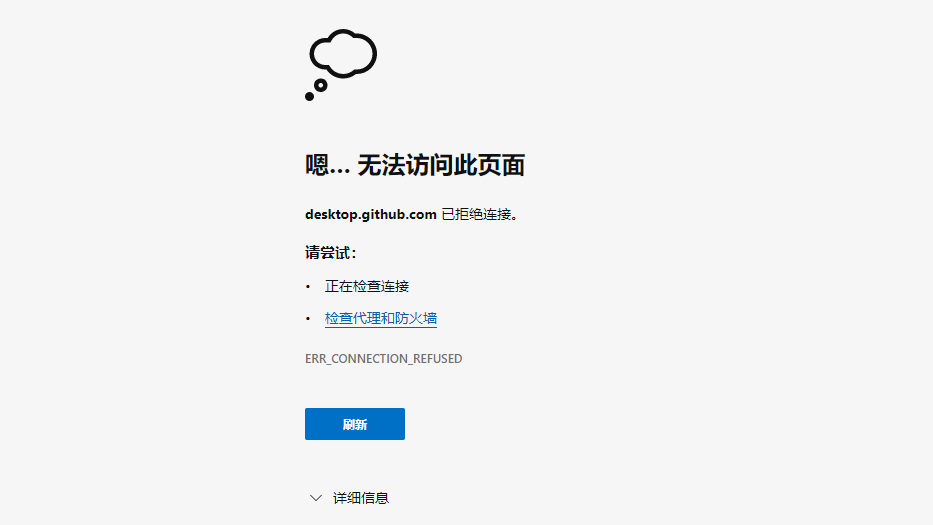 嗯... 无法访问此页面
desktop.github.com 已拒绝连接。
请尝试：
• 正在检查连接
• 检查代理和防火墙
ERR_CONNECTION_REFUSED
刷新
详细信息